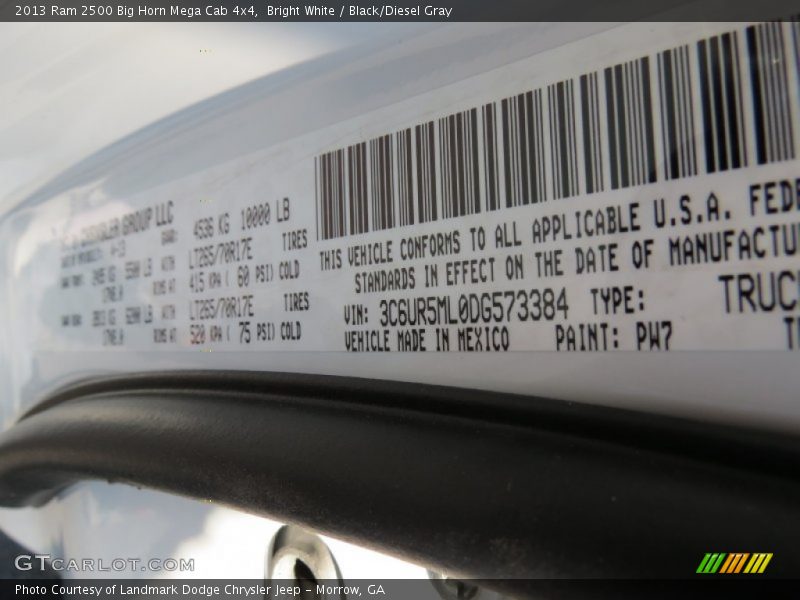 2013 Ram 2500 Big Horn Mega Cab 4x4,  Bright White / Black/Diesel Gray
CHRYSLER GROUP LLC
4536 KG 10000 LB
LT265/70R17E TIRES
415 KPA ( 60 PSI) COLD
LT265/70R17E TIRES
520 KPA ( 75 PSI) COLD
THIS VEHICLE CONFORMS TO ALL APPLICABLE U.S.A. FEDE
STANDARDS IN EFFECT ON THE DATE OF MANUFACTU
VIN: 3C6UR5ML0DG573384 TYPE: TRUC
VEHICLE MADE IN MEXICO PAINT: PW7
GTCARLOT.COM
Photo Courtesy of Landmark Dodge Chrysler Jeep – Morrow, GA